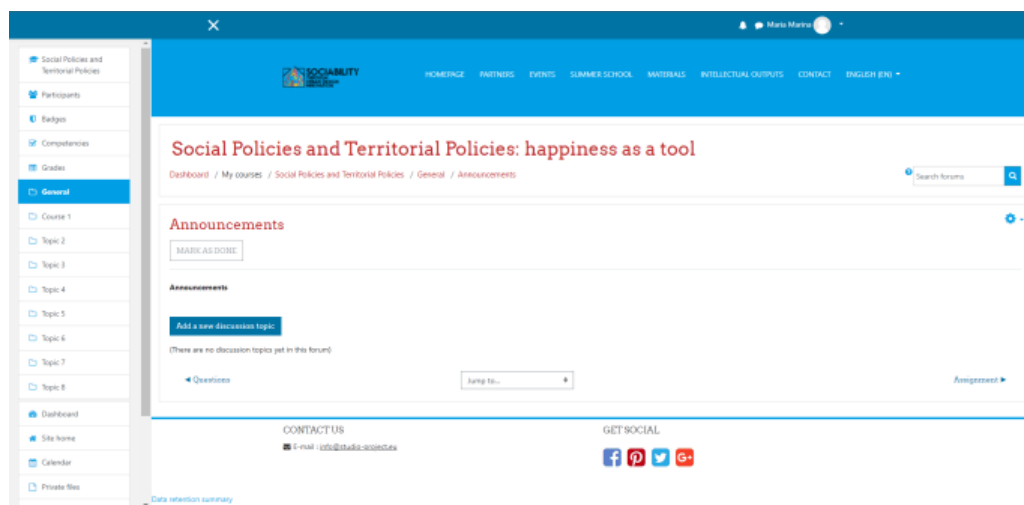 Maria Marina
Social Policies and
Territorial Policies
Participants
Badges
Competencies
Grades
General
Course 1
Topic 2
Topic 3
Topic 4
Topic 5
Topic 6
Topic 7
Topic 8
Dashboard
Site home
Calendar
Private files
SOCIABILITY
HOMEPAGE PARTNERS EVENTS SUMMER SCHOOL MATERIALS INTELLECTUAL OUTPUTS CONTACT ENGLISH (EN)
Social Policies and Territorial Policies: happiness as a tool
Dashboard / My courses / Social Policies and Territorial Policies / General / Announcements
Search forums
Announcements
MARK AS DONE
Announcements
Add a new discussion topic
(There are no discussion topics yet in this forum)
◄ Questions
Jump to...
Assignment ►
CONTACT US
E-mail : info@studio-project.eu
GET SOCIAL
Data retention summary